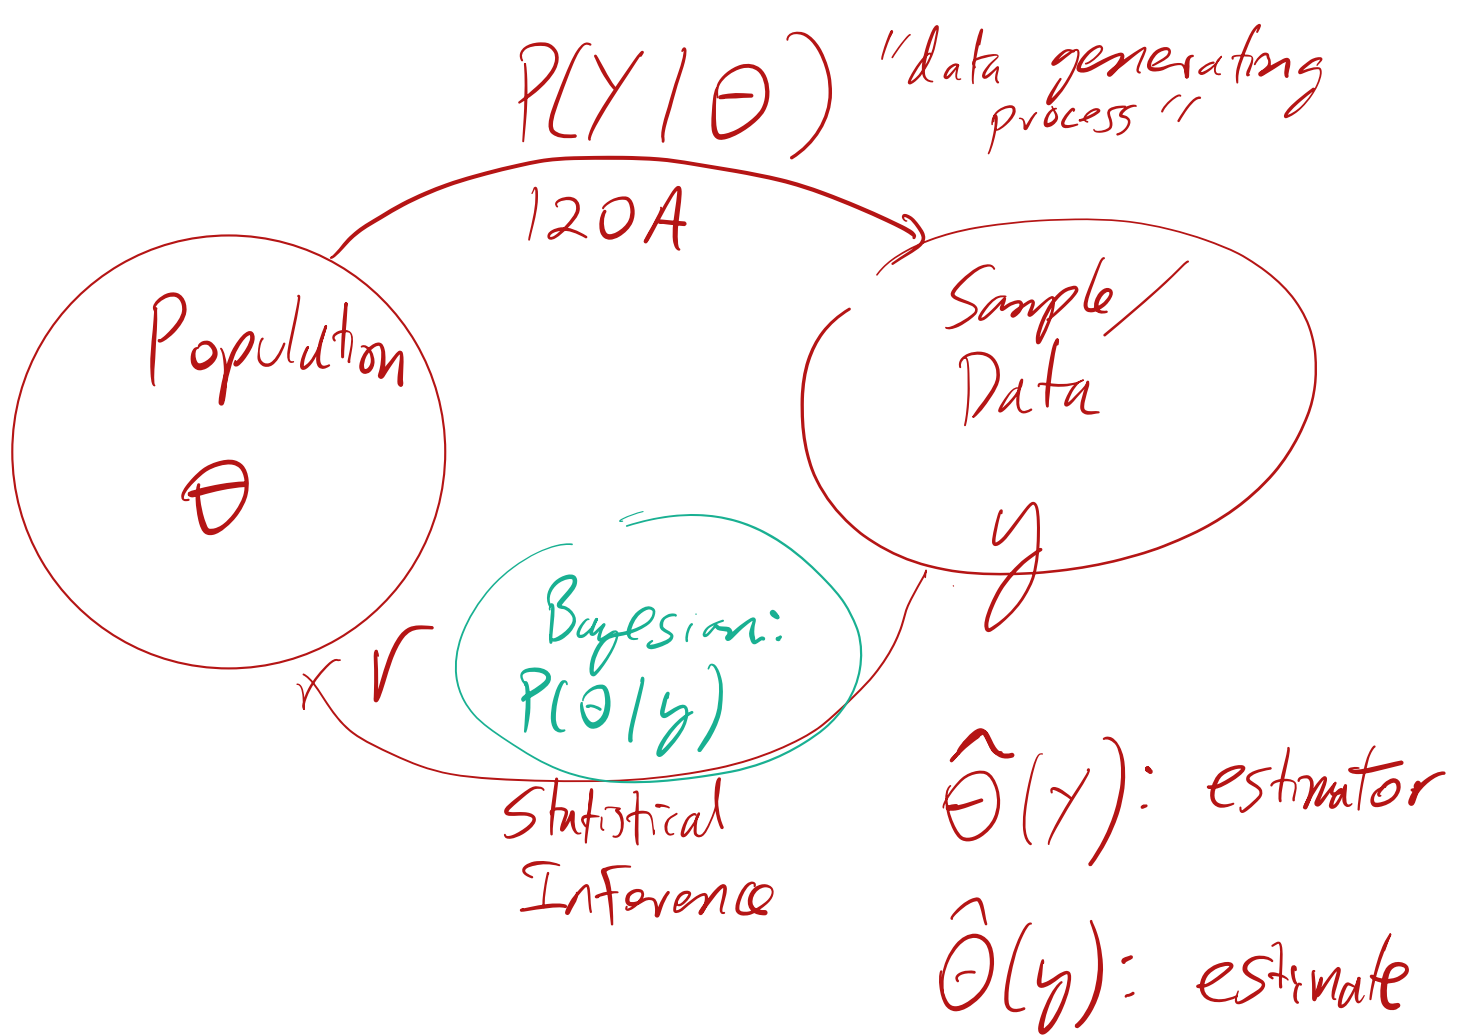 P(Y|θ) "data generating
process"
120A
Population
θ
Sample/
Data
y
Bayesian:
P(θ|y)
Statistical
Inference
θ̂(Y): estimator
θ̂(y): estimate